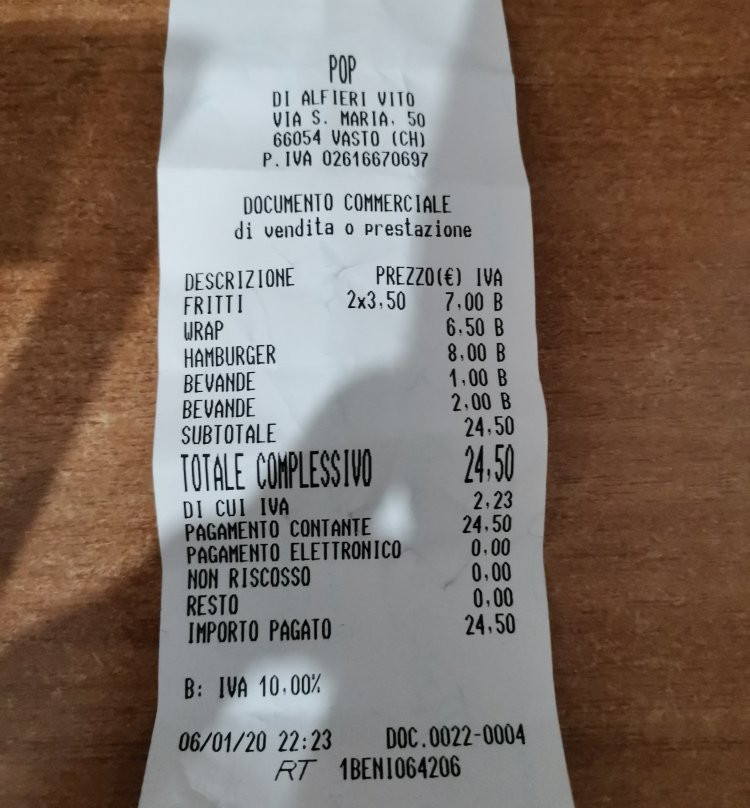 POP
DI ALFIERI VITO
VIA S. MARIA, 50
66054 VASTO (CH)
P.IVA 02616670697
DOCUMENTO COMMERCIALE
di vendita o prestazione
DESCRIZIONE PREZZO(€) IVA
FRITTI 2x3,50 7,00 B
WRAP 6,50 B
HAMBURGER 8,00 B
BEVANDE 1,00 B
BEVANDE 2,00 B
SUBTOTALE 24,50
TOTALE COMPLESSIVO 24,50
DI CUI IVA 2,23
PAGAMENTO CONTANTE 24,50
PAGAMENTO ELETTRONICO 0,00
NON RISCOSSO 0,00
RESTO 0,00
IMPORTO PAGATO 24,50
B: IVA 10,00%
06/01/20 22:23 DOC.0022-0004
RT 1BENI064206